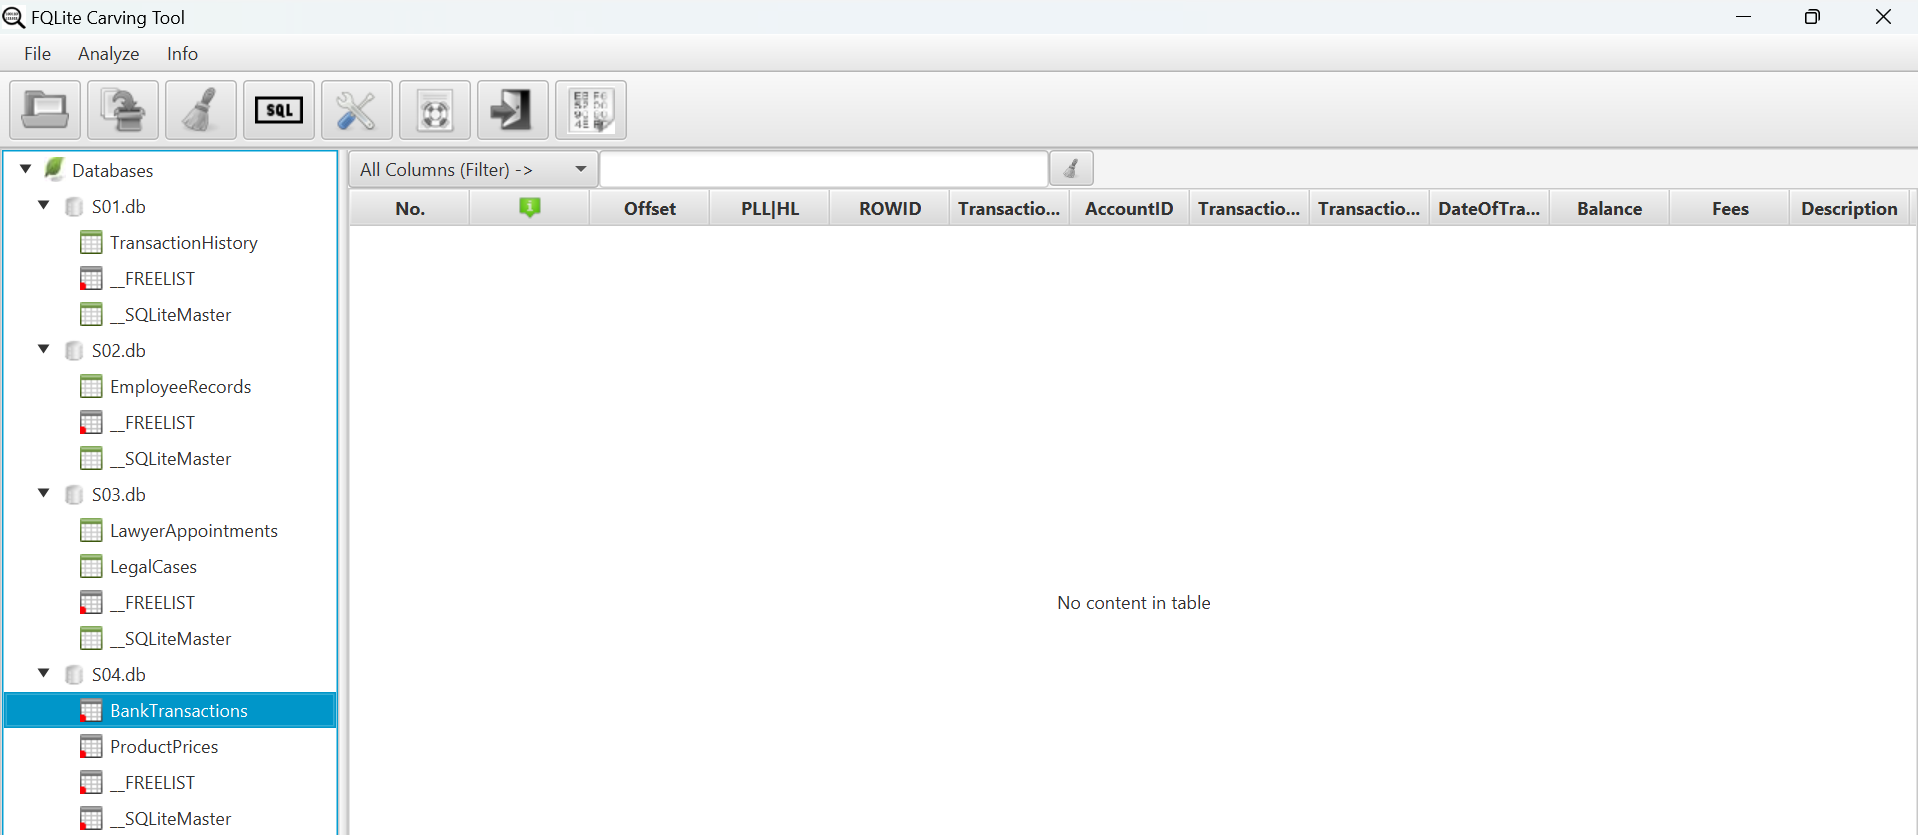 FQLite Carving Tool
File Analyze Info
SQL
Databases
S01.db
TransactionHistory
__FREELIST
__SQLiteMaster
S02.db
EmployeeRecords
__FREELIST
__SQLiteMaster
S03.db
LawyerAppointments
LegalCases
__FREELIST
__SQLiteMaster
S04.db
BankTransactions
ProductPrices
__FREELIST
__SQLiteMaster
All Columns (Filter) ->
No. Offset PLL|HL ROWID Transactio... AccountID Transactio... Transactio... DateOfTra... Balance Fees Description
No content in table